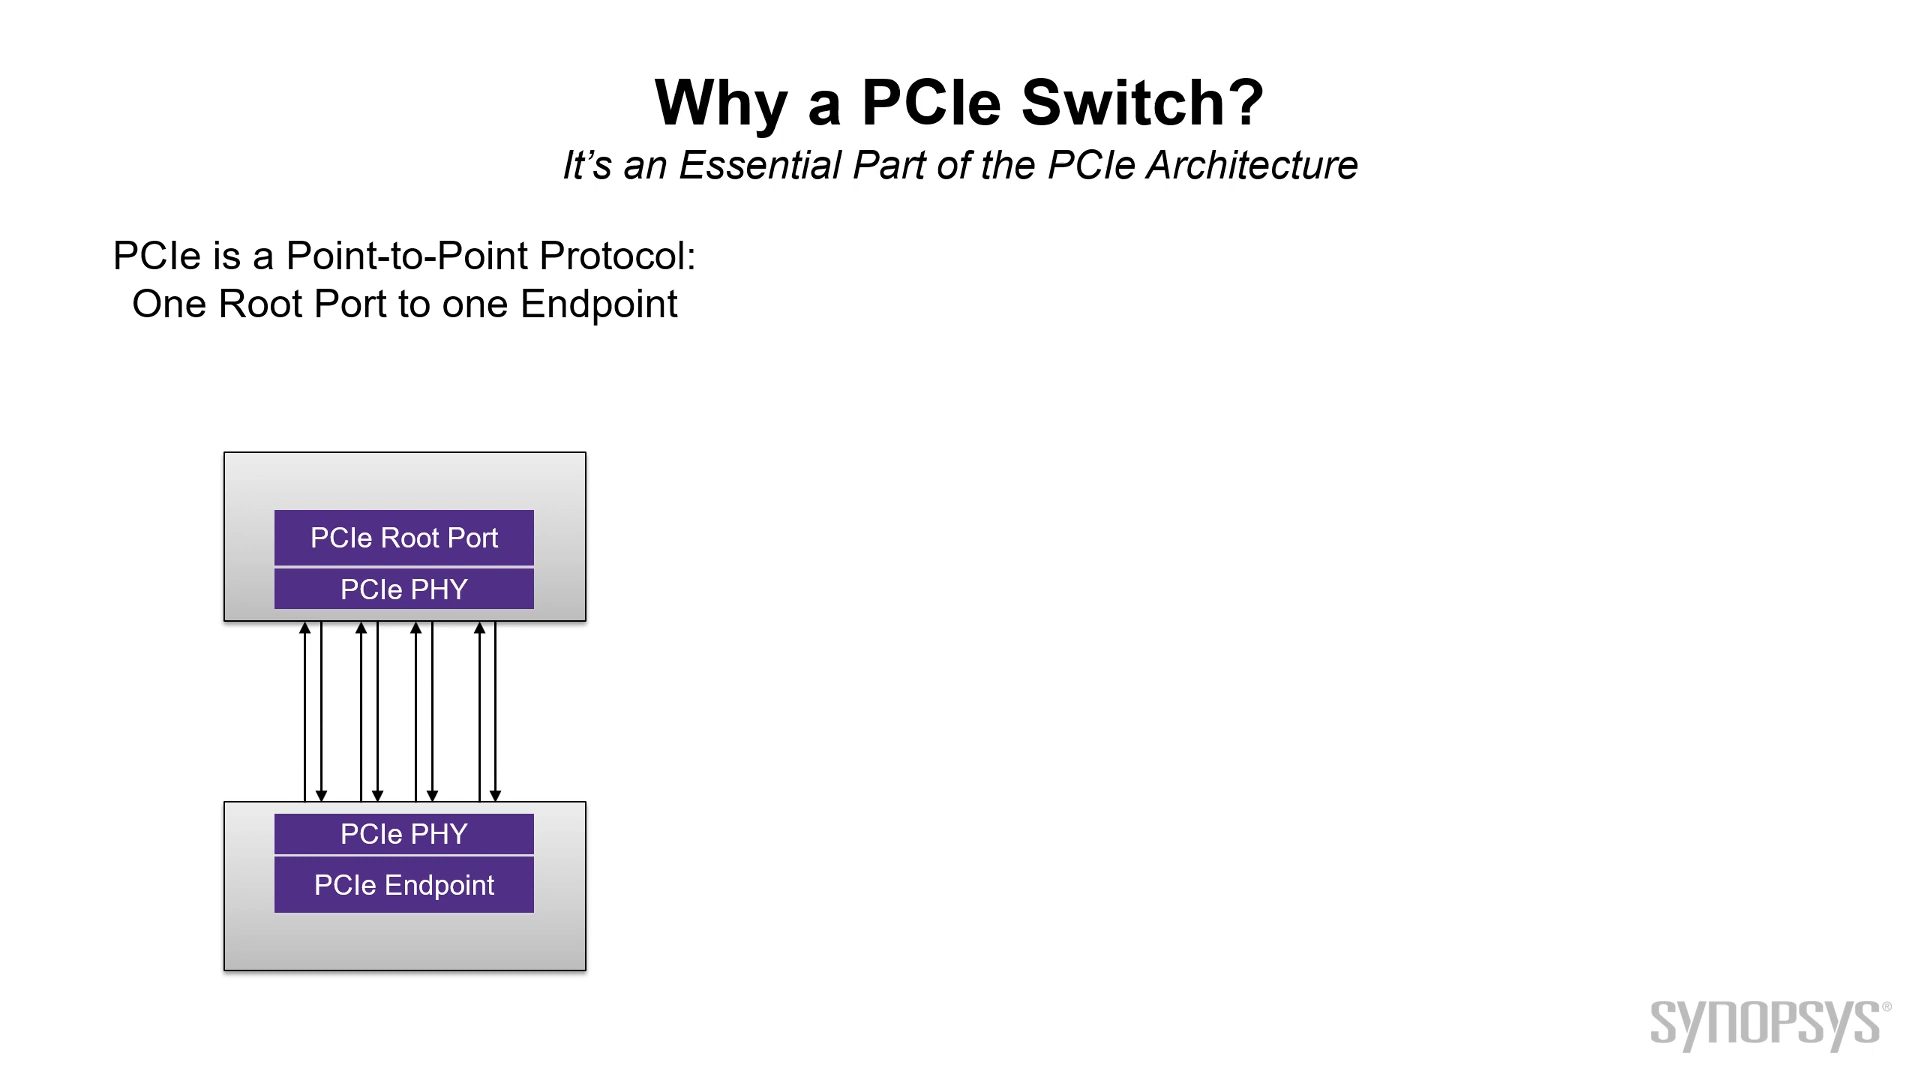 Why a PCIe Switch?
It’s an Essential Part of the PCIe Architecture
PCIe is a Point-to-Point Protocol:
One Root Port to one Endpoint
PCIe Root Port
PCIe PHY
PCIe PHY
PCIe Endpoint
SYNOPSYS®